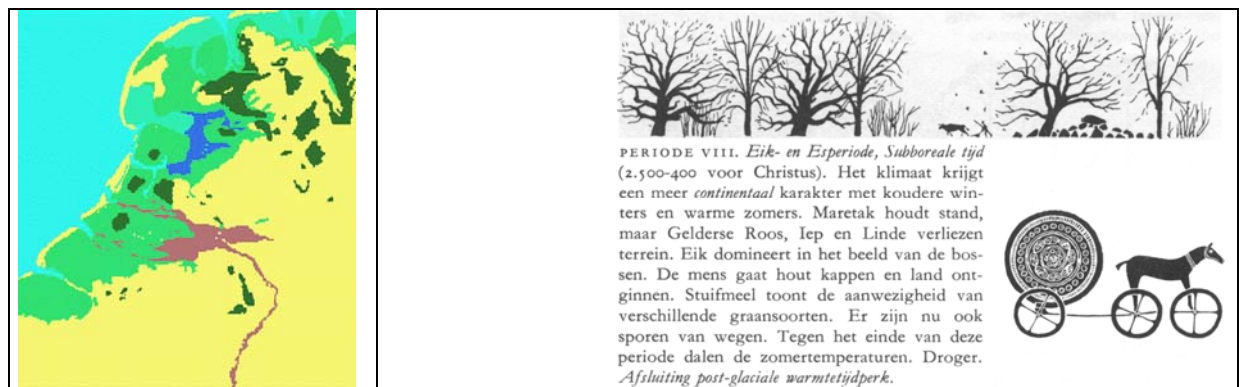 PERIODE VIII. Eik- en Esperiode, Subboreale tijd
(2.500-400 voor Christus). Het klimaat krijgt
een meer continentaal karakter met koudere win-
ters en warme zomers. Maretak houdt stand,
maar Gelderse Roos, Iep en Linde verliezen
terrein. Eik domineert in het beeld van de bos-
sen. De mens gaat hout kappen en land ont-
ginnen. Stuifmeel toont de aanwezigheid van
verschillende graansoorten. Er zijn nu ook
sporen van wegen. Tegen het einde van deze
periode dalen de zomertemperaturen. Droger.
Afsluiting post-glaciale warmtetijdperk.